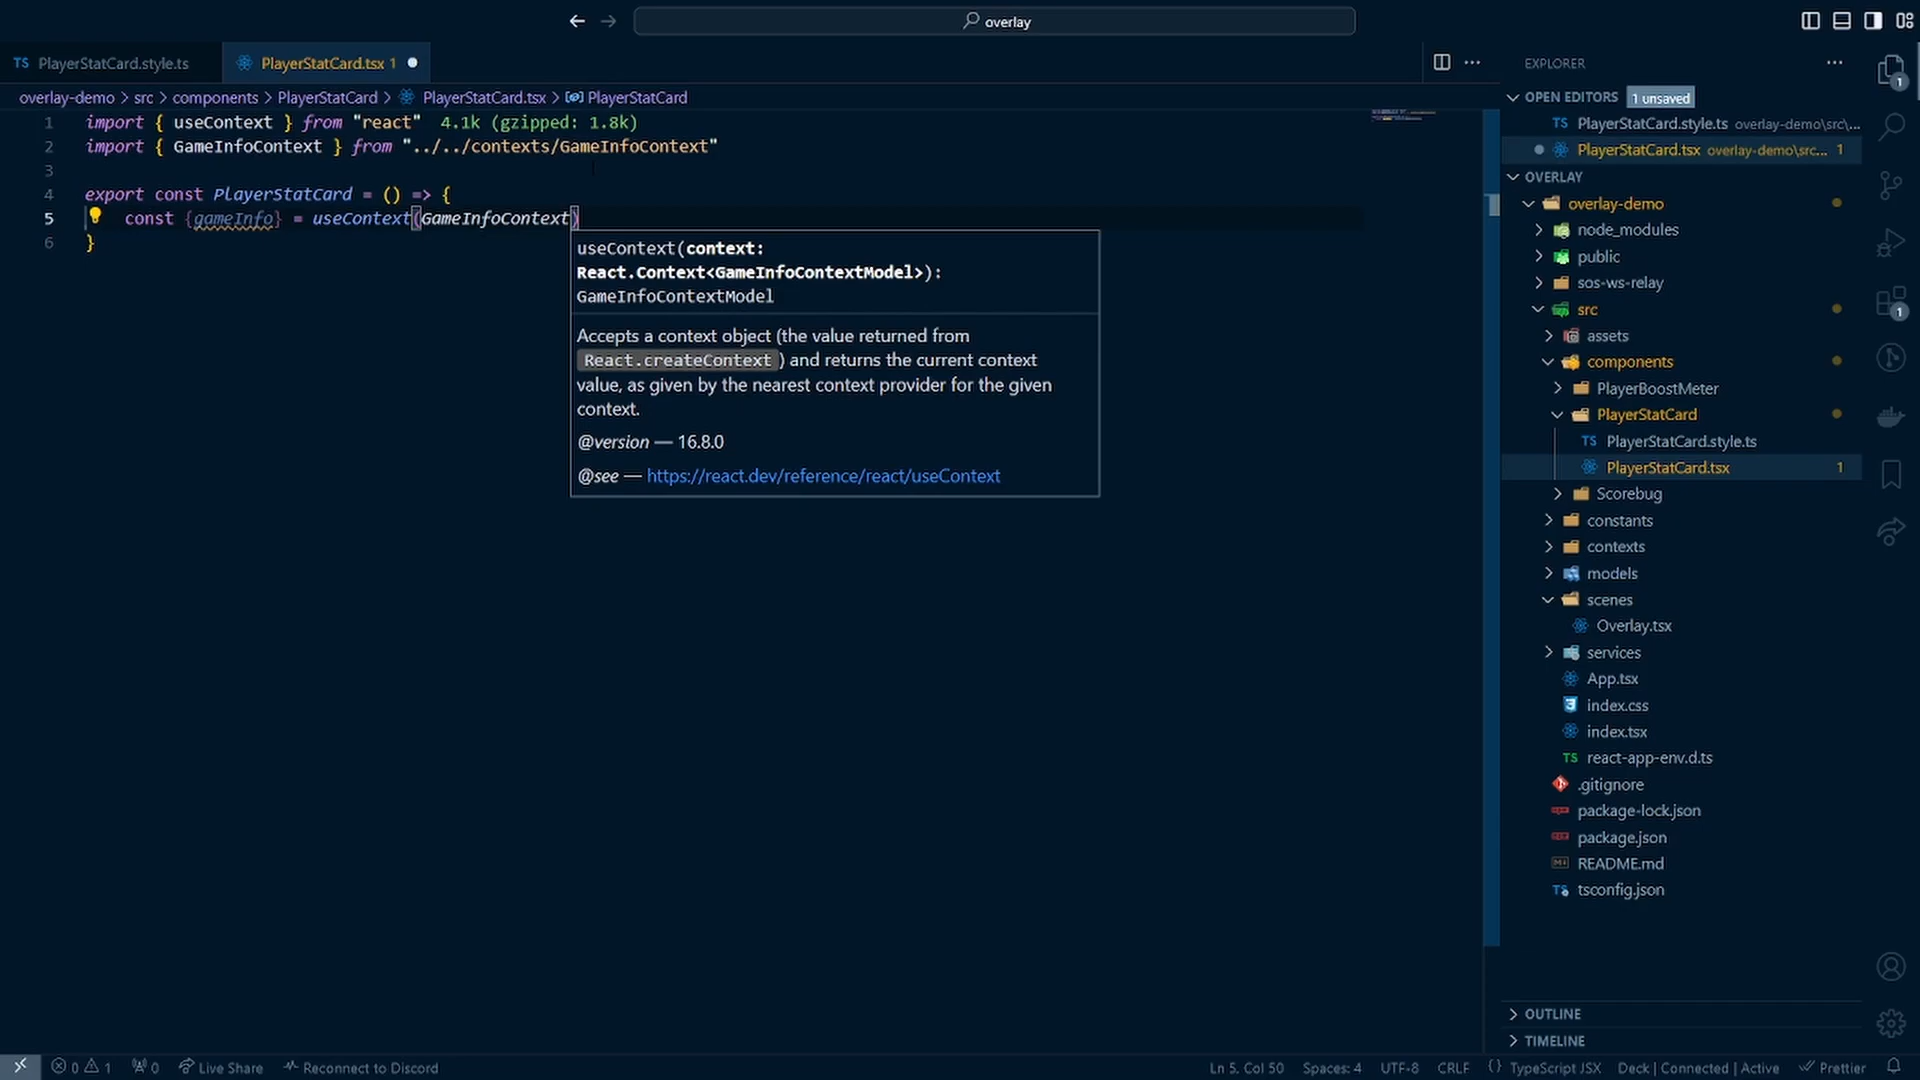 overlay
TS PlayerStatCard.style.ts
PlayerStatCard.tsx 1
overlay-demo > src > components > PlayerStatCard > PlayerStatCard.tsx > PlayerStatCard
1 import { useContext } from "react" 4.1k (gzipped: 1.8k)
2 import { GameInfoContext } from "../../contexts/GameInfoContext"
3
4 export const PlayerStatCard = () => {
5 const {gameInfo} = useContext(GameInfoContext)
6 }
useContext(context:
React.Context<GameInfoContextModel>):
GameInfoContextModel
Accepts a context object (the value returned from
React.createContext ) and returns the current context
value, as given by the nearest context provider for the given
context.
@version — 16.8.0
@see — https://react.dev/reference/react/useContext
EXPLORER
OPEN EDITORS 1 unsaved
TS PlayerStatCard.style.ts overlay-demo\src\...
PlayerStatCard.tsx overlay-demo\src... 1
OVERLAY
overlay-demo
node_modules
public
sos-ws-relay
src
assets
components
PlayerBoostMeter
PlayerStatCard
TS PlayerStatCard.style.ts
PlayerStatCard.tsx 1
Scorebug
constants
contexts
models
scenes
Overlay.tsx
services
App.tsx
index.css
index.tsx
TS react-app-env.d.ts
.gitignore
package-lock.json
package.json
README.md
tsconfig.json
OUTLINE
TIMELINE
1
1
0 1 0 Live Share Reconnect to Discord
Ln 5, Col 50 Spaces: 4 UTF-8 CRLF {} TypeScript JSX Deck | Connected | Active Prettier